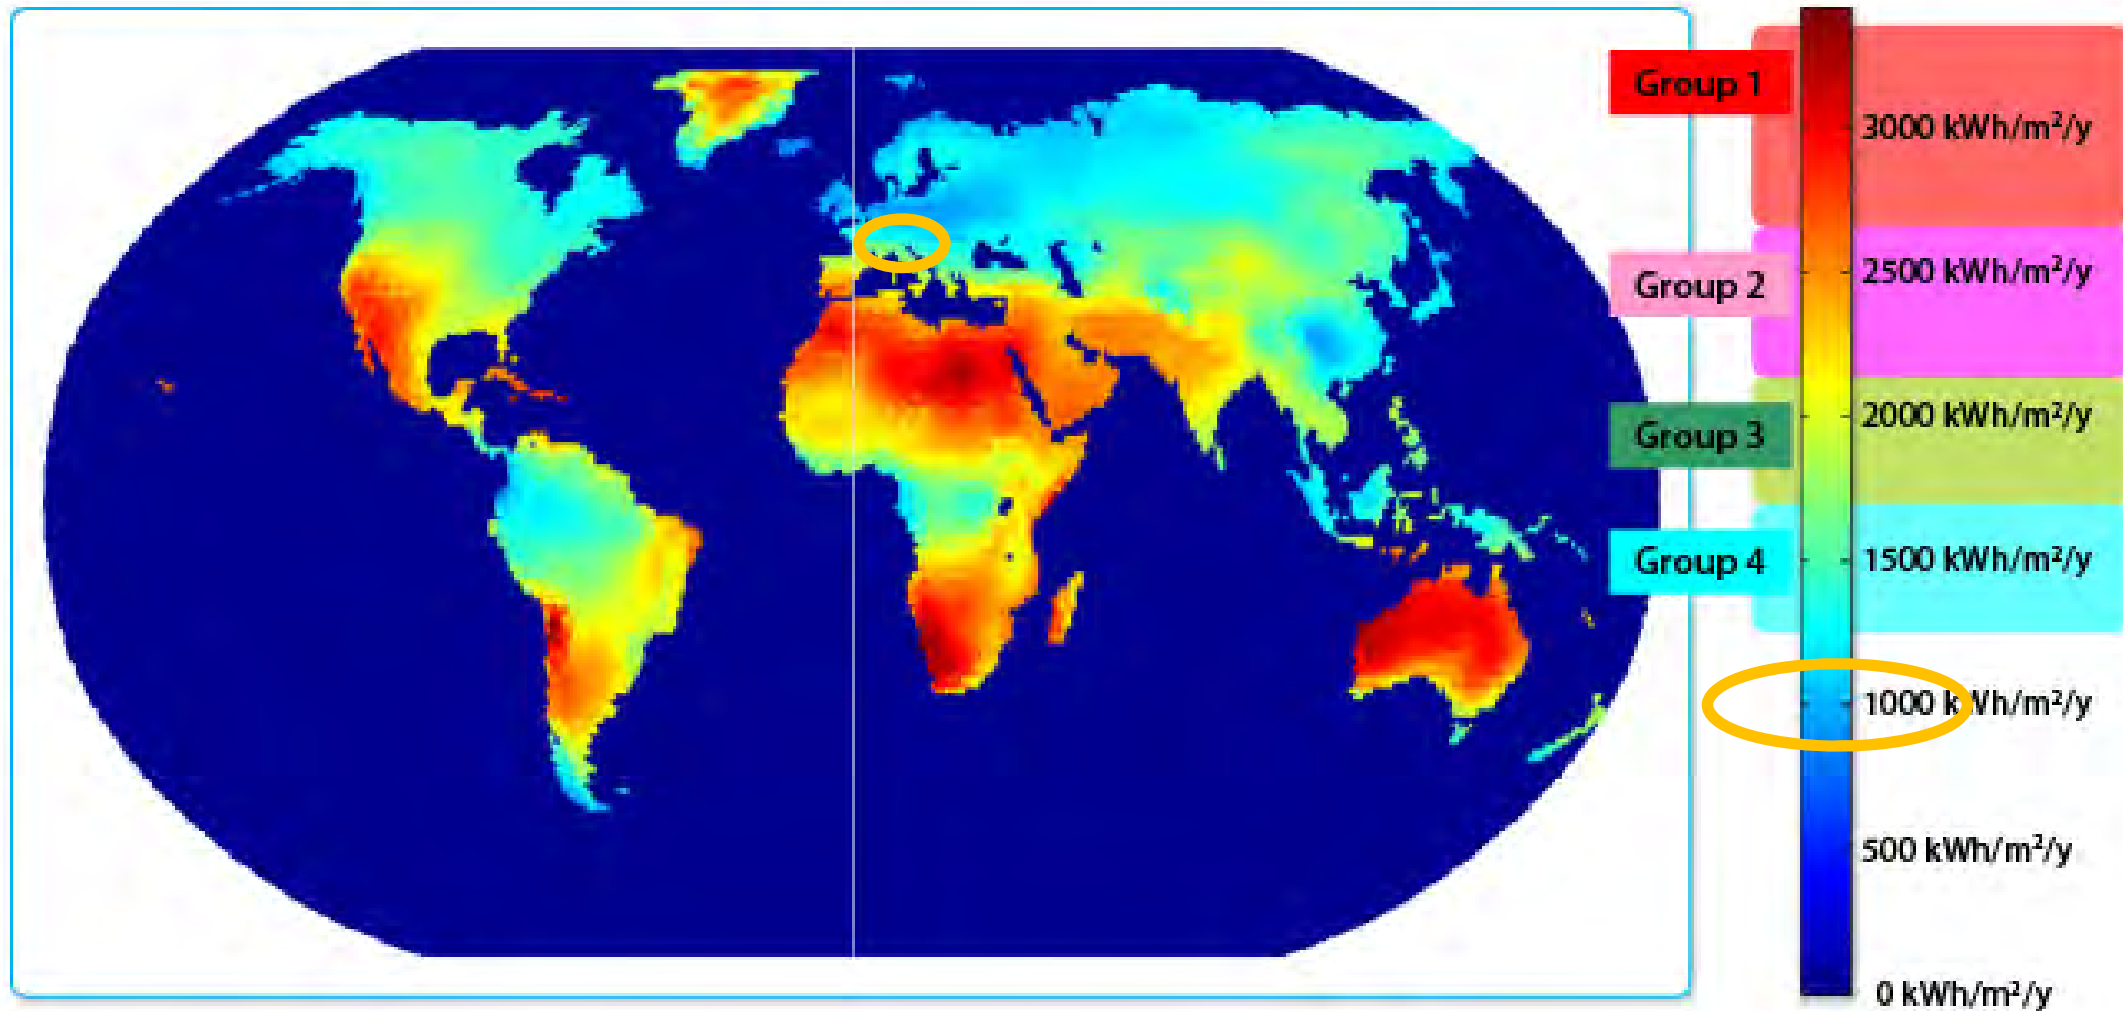 Group 1
3000 kWh/m²/y
Group 2
2500 kWh/m²/y
Group 3
2000 kWh/m²/y
Group 4
1500 kWh/m²/y
1000 kWh/m²/y
500 kWh/m²/y
0 kWh/m²/y